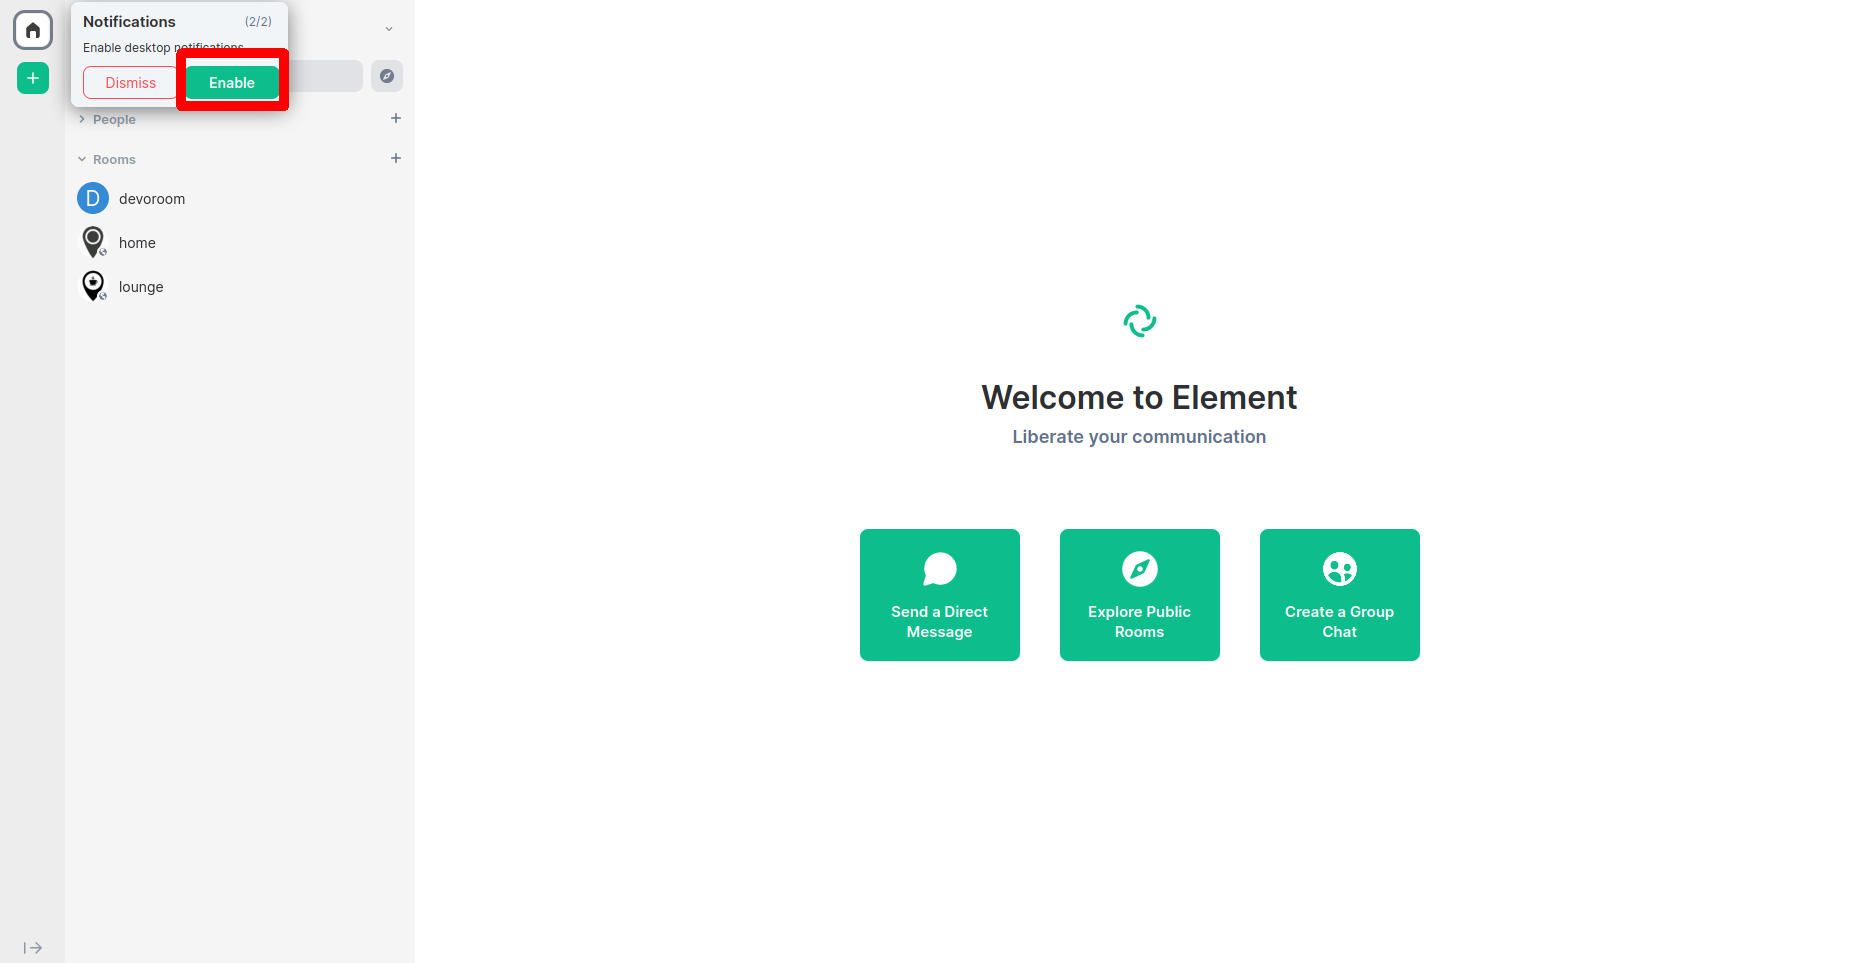 Notifications (2/2)
Enable desktop notifications
Dismiss
Enable
People
Rooms
D devoroom
home
lounge
Welcome to Element
Liberate your communication
Send a Direct
Message
Explore Public
Rooms
Create a Group
Chat